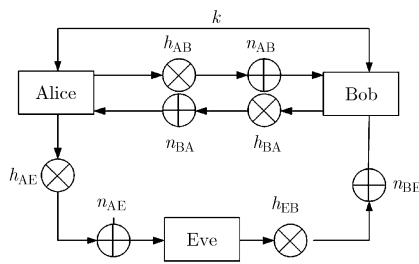 k
h_AB n_AB
Alice Bob
n_BA h_BA
h_AE n_BE
n_AE h_EB
Eve